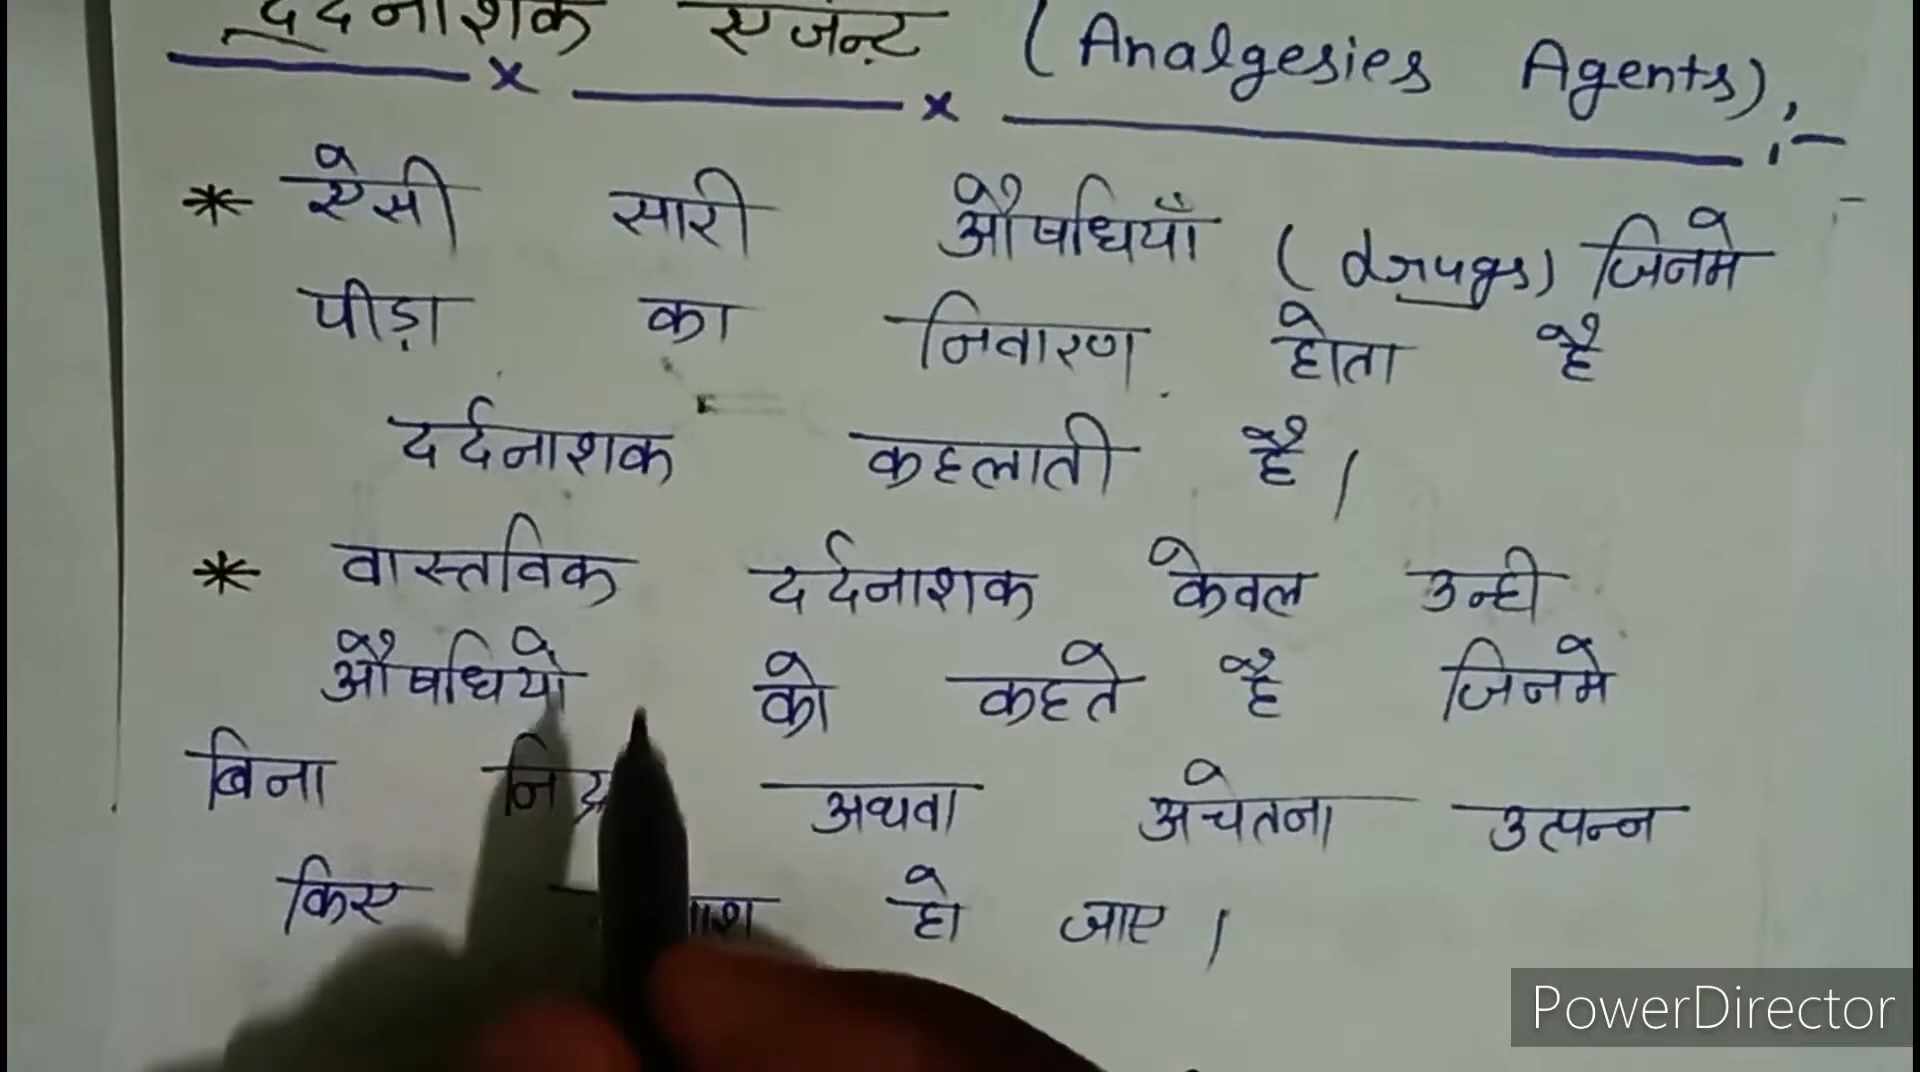 दर्दनाशक एजेन्ट (Analgesies Agents),:-
* ऐसी सारी औषधियाँ (drugs) जिनमे
पीड़ा का निवारण होता है
दर्दनाशक कहलाती है।
* वास्तविक दर्दनाशक केवल उन्ही
औषधियो को कहते है जिनमे
बिना अथवा अचेतना उत्पन्न
किए हो जाए।
PowerDirector